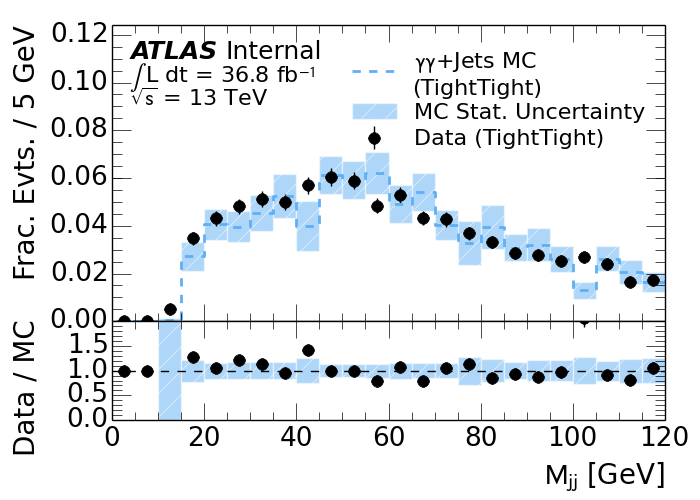 0.12
0.10
0.08
0.06
0.04
0.02
0.00
Frac. Evts. / 5 GeV
ATLAS Internal
∫L dt = 36.8 fb⁻¹
√s = 13 TeV
γγ+Jets MC
(TightTight)
MC Stat. Uncertainty
Data (TightTight)
Data / MC
1.5
1.0
0.5
0.0
0 20 40 60 80 100 120
Mjj [GeV]